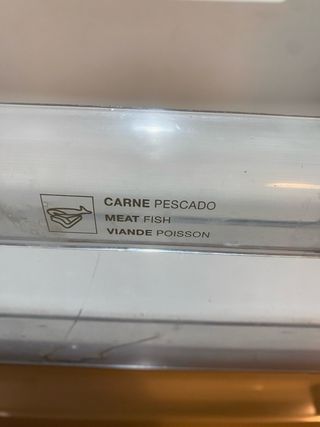 CARNE PESCADO
MEAT FISH
VIANDE POISSON